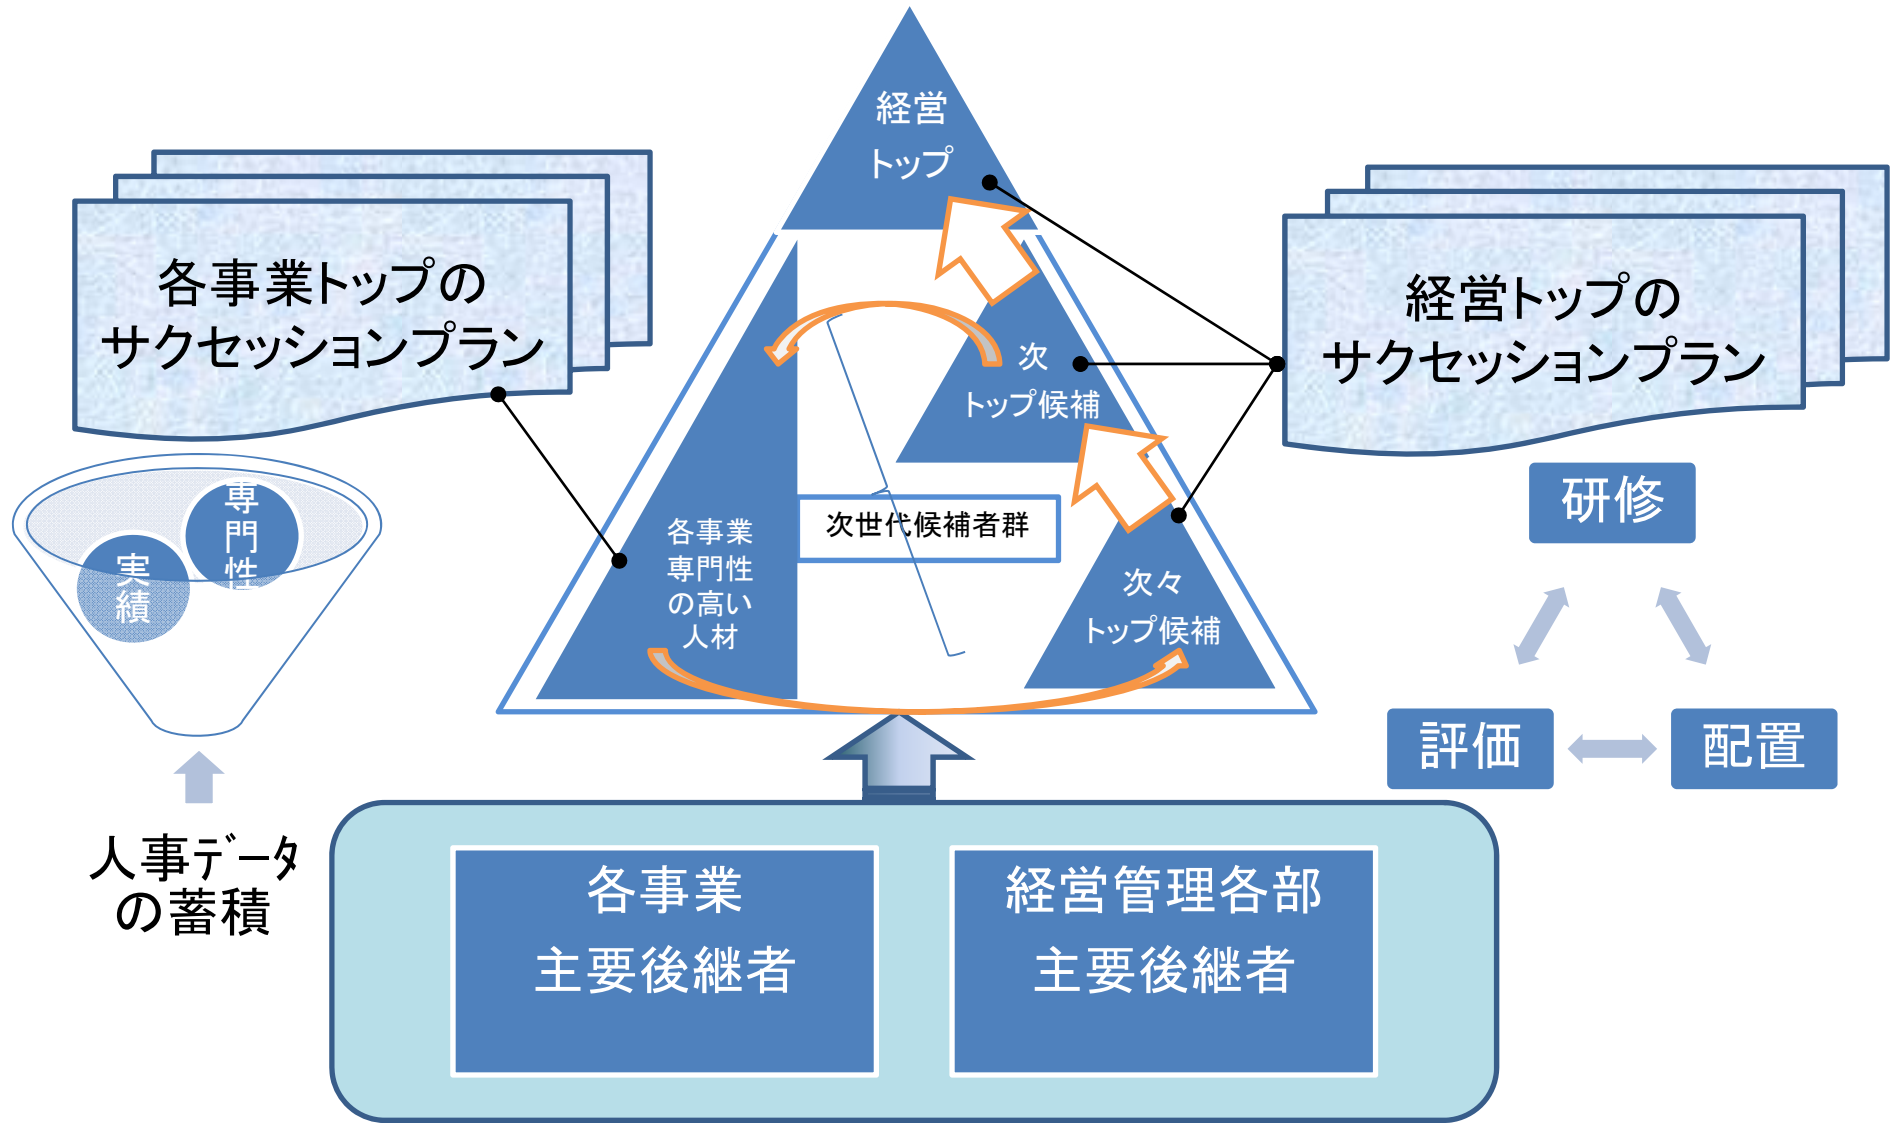 経営
トップ
各事業トップの
サクセッションプラン
経営トップの
サクセッションプラン
次
トップ候補
専
門
性
実
績
各事業
専門性
の高い
人材
次世代候補者群
次々
トップ候補
研修
評価
配置
人事データ
の蓄積
各事業
主要後継者
経営管理各部
主要後継者